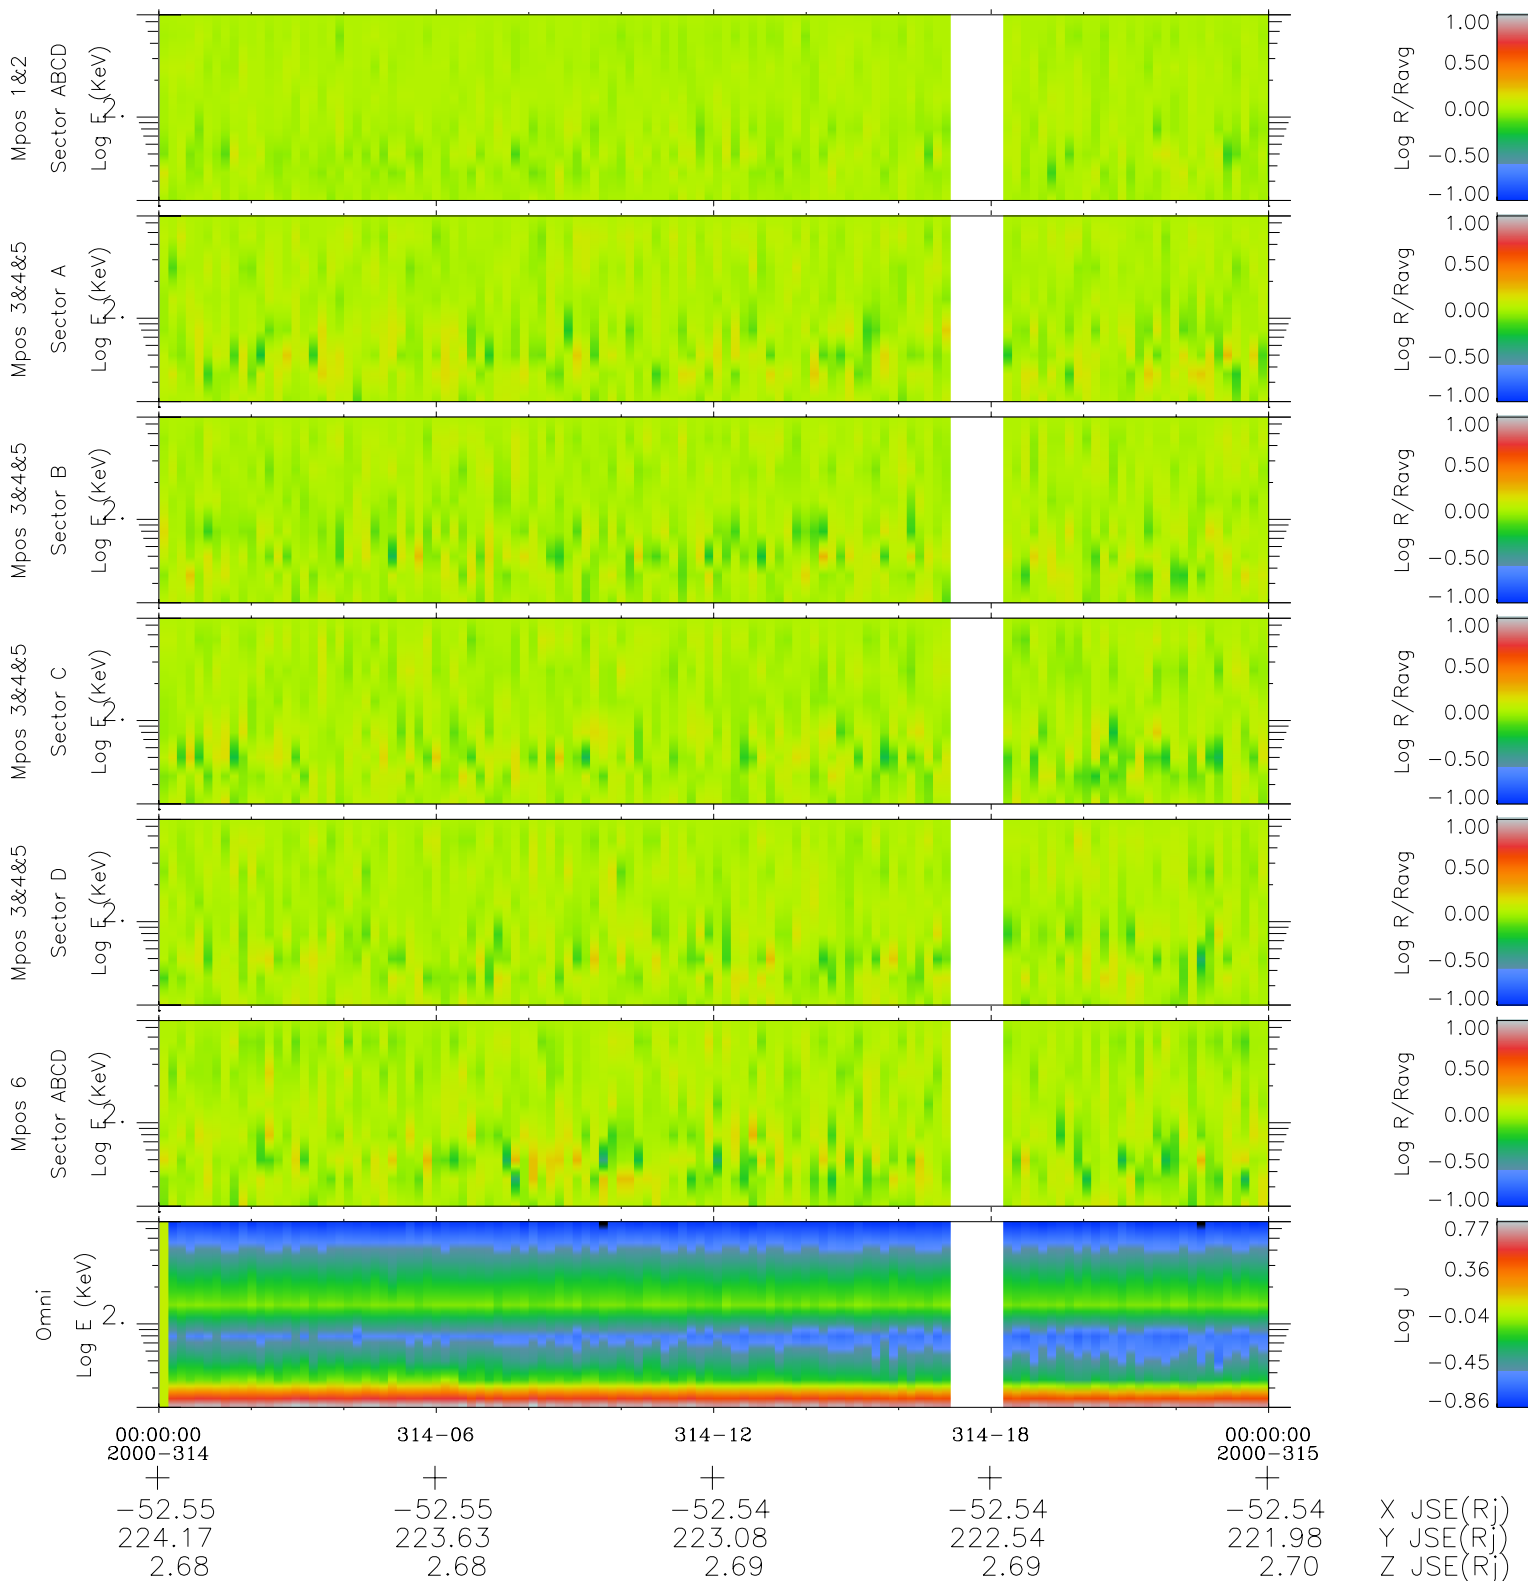 Mpos 1&2
Sector ABCD
Log E (KeV)
2.
1.00
0.50
0.00
-0.50
-1.00
Log R/Ravg
Mpos 3&4&5
Sector A
Log E (KeV)
2.
1.00
0.50
0.00
-0.50
-1.00
Log R/Ravg
Mpos 3&4&5
Sector B
Log E (KeV)
2.
1.00
0.50
0.00
-0.50
-1.00
Log R/Ravg
Mpos 3&4&5
Sector C
Log E (KeV)
2.
1.00
0.50
0.00
-0.50
-1.00
Log R/Ravg
Mpos 3&4&5
Sector D
Log E (KeV)
2.
1.00
0.50
0.00
-0.50
-1.00
Log R/Ravg
Mpos 6
Sector ABCD
Log E (KeV)
2.
1.00
0.50
0.00
-0.50
-1.00
Log R/Ravg
Omni
Log E (KeV)
2.
0.77
0.36
-0.04
-0.45
-0.86
Log J
00:00:00 314-06 314-12 314-18 00:00:00
2000-314 2000-315
-52.55 -52.55 -52.54 -52.54 -52.54 X JSE(Rj)
224.17 223.63 223.08 222.54 221.98 Y JSE(Rj)
2.68 2.68 2.69 2.69 2.70 Z JSE(Rj)